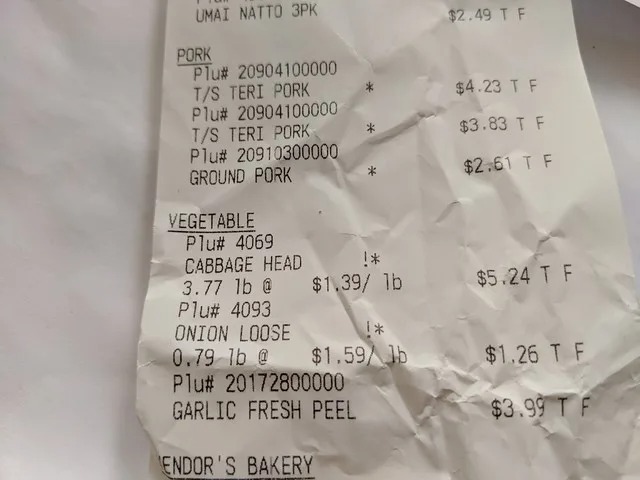 UMAI NATTO 3PK $2.49 T F
PORK
Plu# 20904100000
T/S TERI PORK * $4.23 T F
Plu# 20904100000
T/S TERI PORK * $3.83 T F
Plu# 20910300000
GROUND PORK * $2.61 T F
VEGETABLE
Plu# 4069
CABBAGE HEAD !*
3.77 lb @ $1.39/ lb $5.24 T F
Plu# 4093
ONION LOOSE !*
0.79 lb @ $1.59/ lb $1.26 T F
Plu# 20172800000
GARLIC FRESH PEEL $3.99 T F
ENDOR'S BAKERY